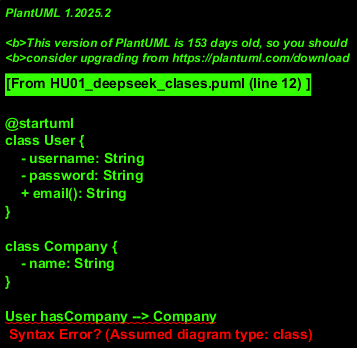 PlantUML 1.2025.2
<b>This version of PlantUML is 153 days old, so you should
<b>consider upgrading from https://plantuml.com/download
[From HU01_deepseek_clases.puml (line 12) ]
@startuml
class User {
- username: String
- password: String
+ email(): String
}
class Company {
- name: String
}
User hasCompany --> Company
Syntax Error? (Assumed diagram type: class)